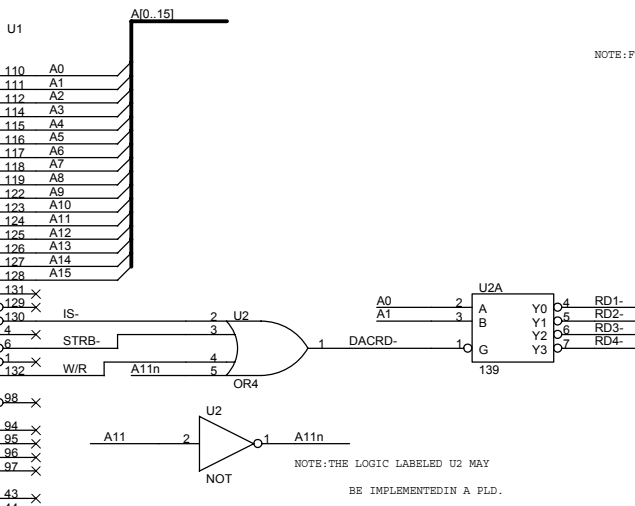 U1
A[0..15]
NOTE:F
110 A0
111 A1
112 A2
114 A3
115 A4
116 A5
117 A6
118 A7
119 A8
122 A9
123 A10
124 A11
125 A12
126 A13
127 A14
128 A15
131
129
130 IS-
4
6 STRB-
1
132 W/R
A11n
2
3
4
5
U2
OR4
1 DACRD-
U2A
A0 2 A
A1 3 B
1 G
Y0 4 RD1-
Y1 5 RD2-
Y2 6 RD3-
Y3 7 RD4-
139
98
94
95
96
97
43
U2
A11 2
1 A11n
NOT
NOTE:THE LOGIC LABELED U2 MAY
BE IMPLEMENTEDIN A PLD.